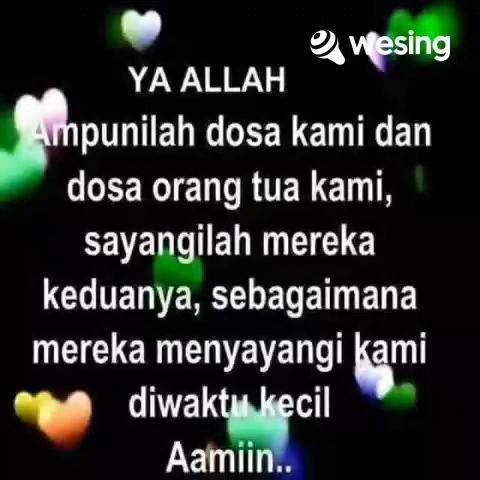 wesing
YA ALLAH
Ampunilah dosa kami dan
dosa orang tua kami,
sayangilah mereka
keduanya, sebagaimana
mereka menyayangi kami
diwaktu kecil
Aamiin..